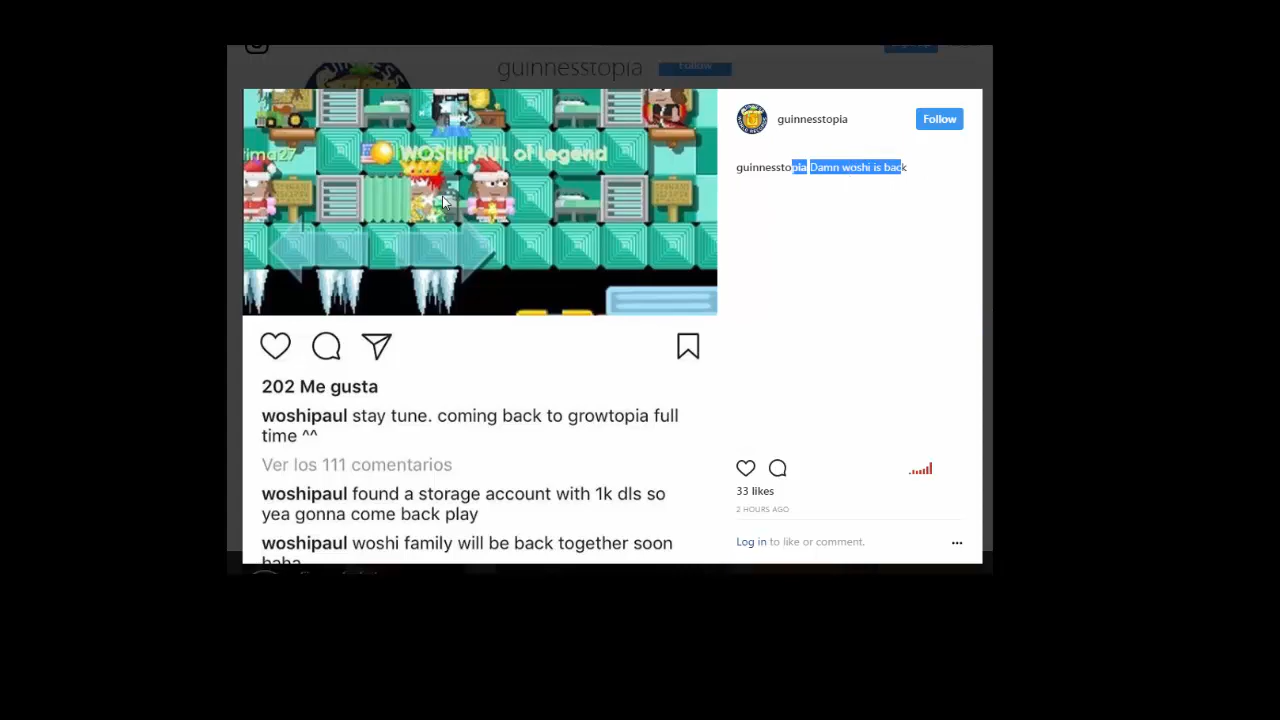 guinnesstopia
Follow
WOSHIPAUL of Legend
guinnesstopia
Follow
guinnesstopia Damn woshi is back
202 Me gusta
woshipaul stay tune. coming back to growtopia full
time ^^
Ver los 111 comentarios
woshipaul found a storage account with 1k dls so
yea gonna come back play
woshipaul woshi family will be back together soon
haha
33 likes
2 HOURS AGO
Log in to like or comment.